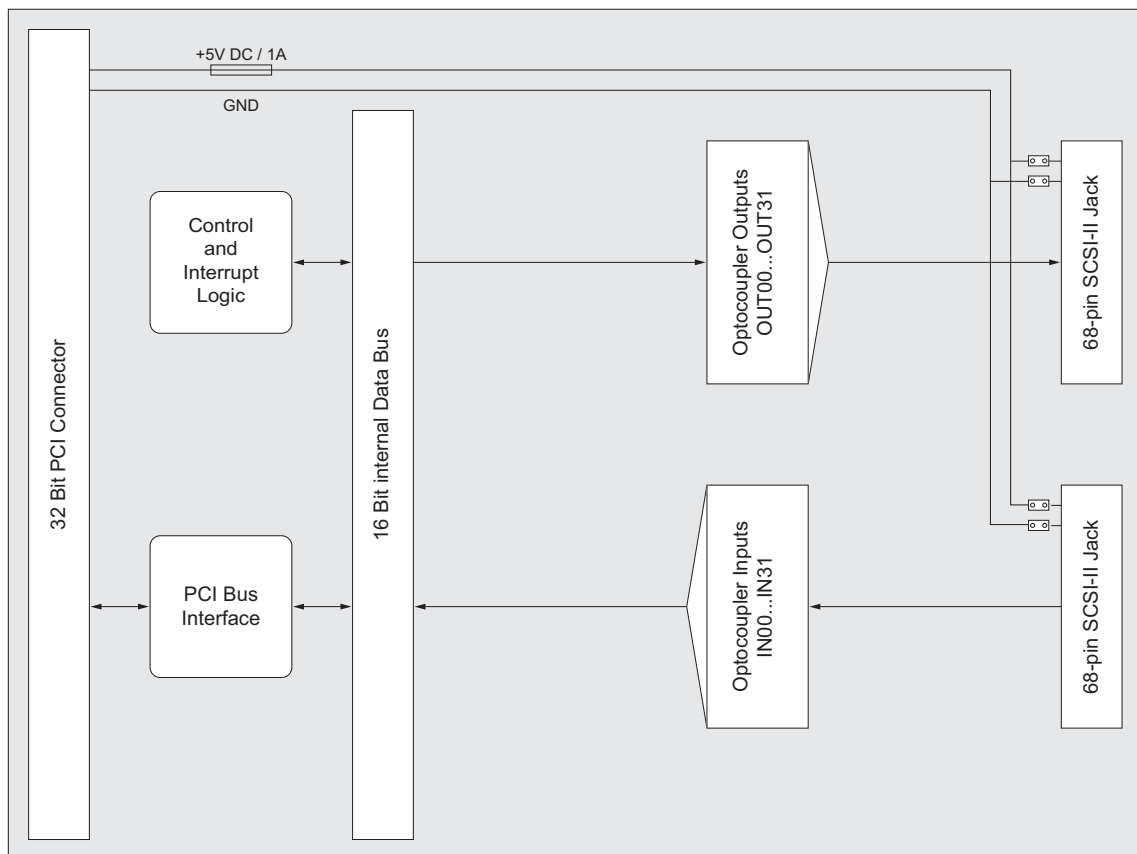 +5V DC / 1A
GND
32 Bit PCI Connector
Control
and
Interrupt
Logic
PCI Bus
Interface
16 Bit internal Data Bus
Optocoupler Outputs
OUT00...OUT31
68-pin SCSI-II Jack
Optocoupler Inputs
IN00...IN31
68-pin SCSI-II Jack